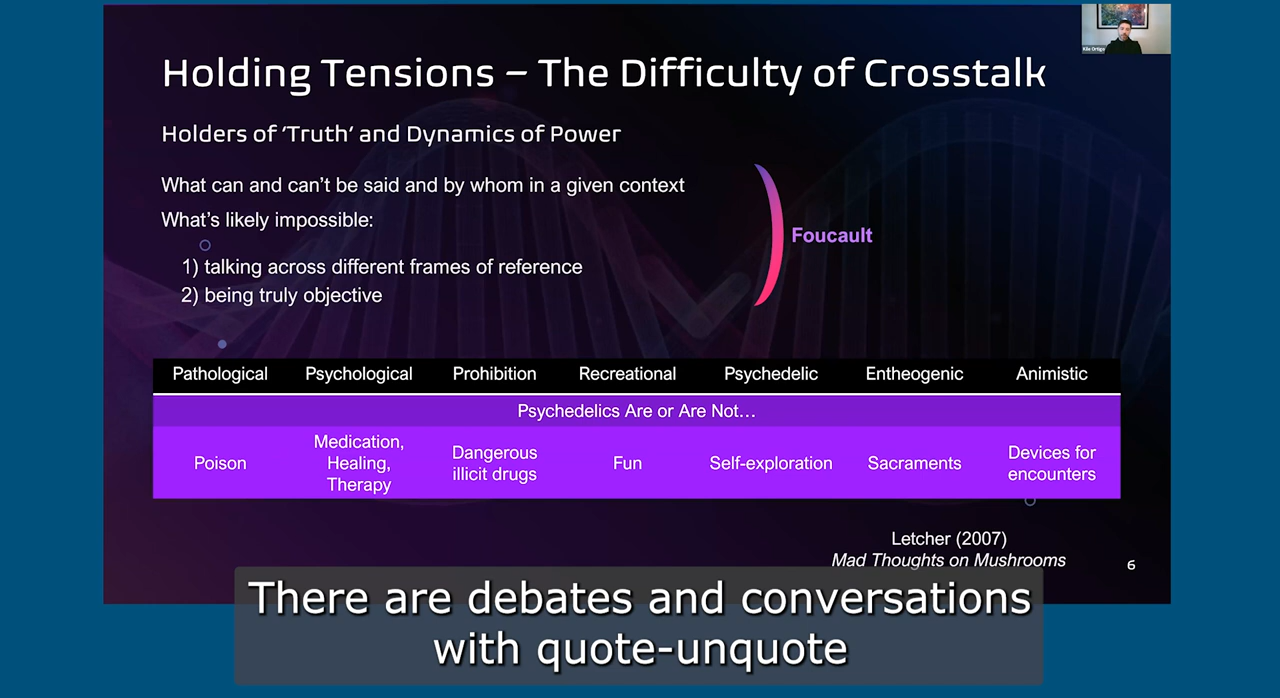 Kile Ortigo
Holding Tensions – The Difficulty of Crosstalk
Holders of ‘Truth’ and Dynamics of Power
What can and can’t be said and by whom in a given context
What’s likely impossible:
1) talking across different frames of reference
2) being truly objective
Foucault
Pathological Psychological Prohibition Recreational Psychedelic Entheogenic Animistic
Psychedelics Are or Are Not…
Poison
Medication,
Healing,
Therapy
Dangerous
illicit drugs
Fun
Self-exploration
Sacraments
Devices for
encounters
Letcher (2007)
Mad Thoughts on Mushrooms
6
There are debates and conversations
with quote-unquote